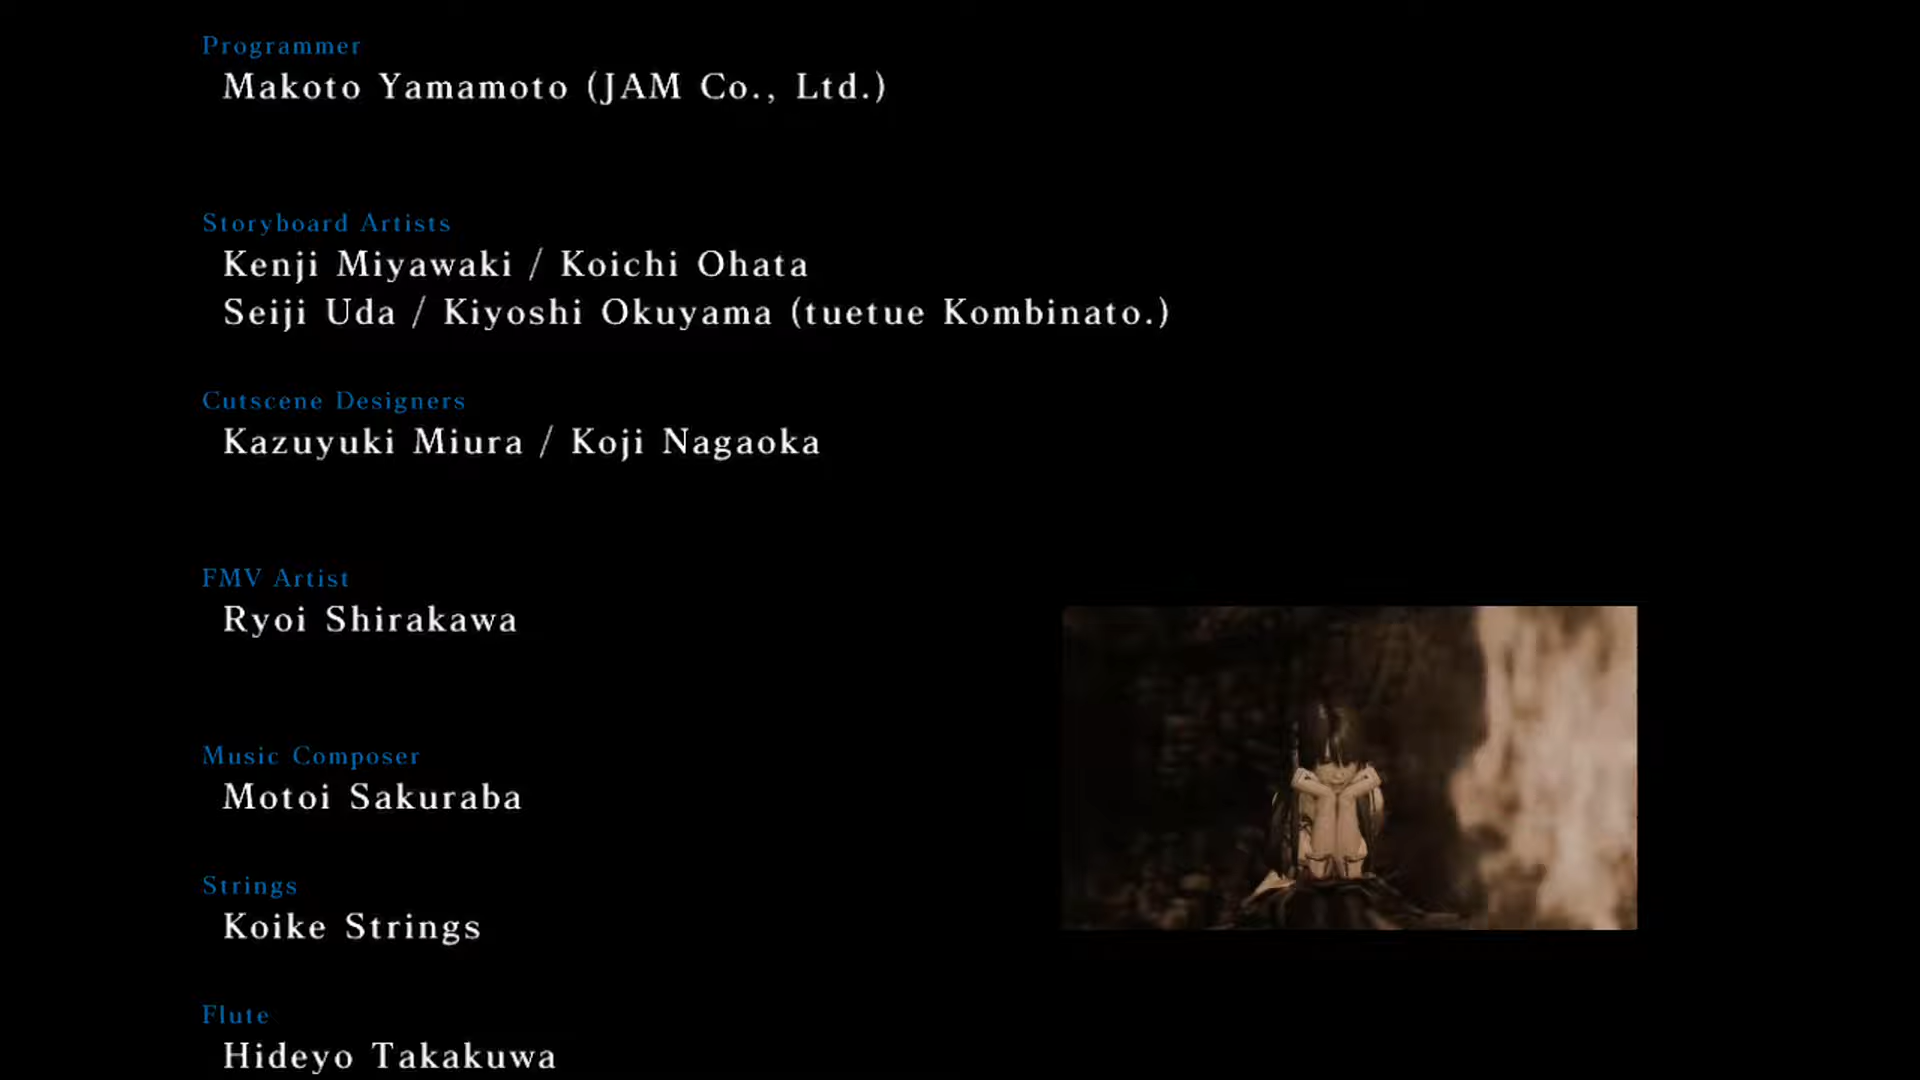 Programmer
Makoto Yamamoto (JAM Co., Ltd.)
Storyboard Artists
Kenji Miyawaki / Koichi Ohata
Seiji Uda / Kiyoshi Okuyama (tuetue Kombinato.)
Cutscene Designers
Kazuyuki Miura / Koji Nagaoka
FMV Artist
Ryoi Shirakawa
Music Composer
Motoi Sakuraba
Strings
Koike Strings
Flute
Hideyo Takakuwa